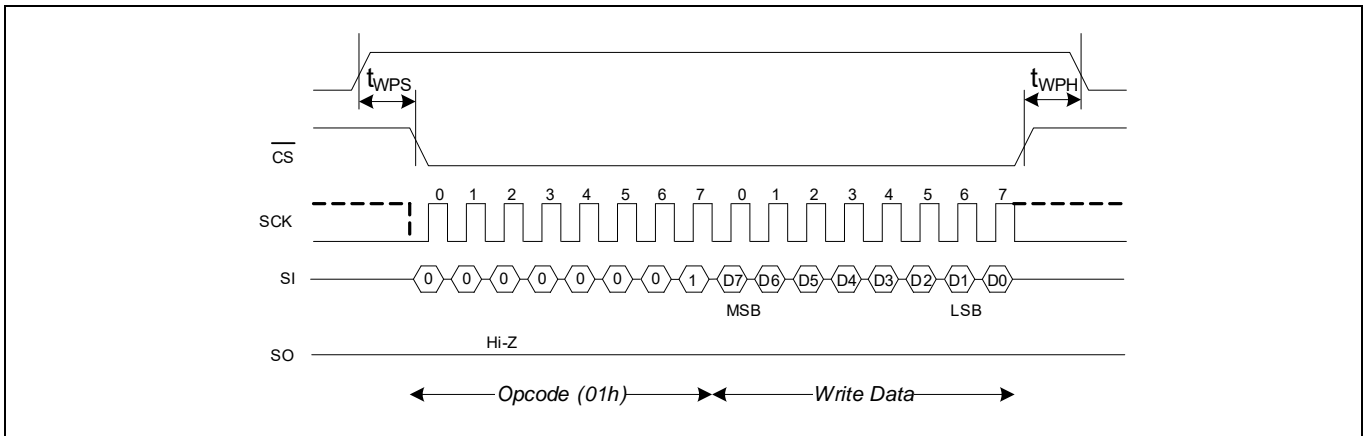 tWPS
tWPH
CS
0 1 2 3 4 5 6 7 0 1 2 3 4 5 6 7
SCK
SI 0 0 0 0 0 0 0 1 D7 D6 D5 D4 D3 D2 D1 D0
MSB LSB
Hi-Z
SO
Opcode (01h) Write Data